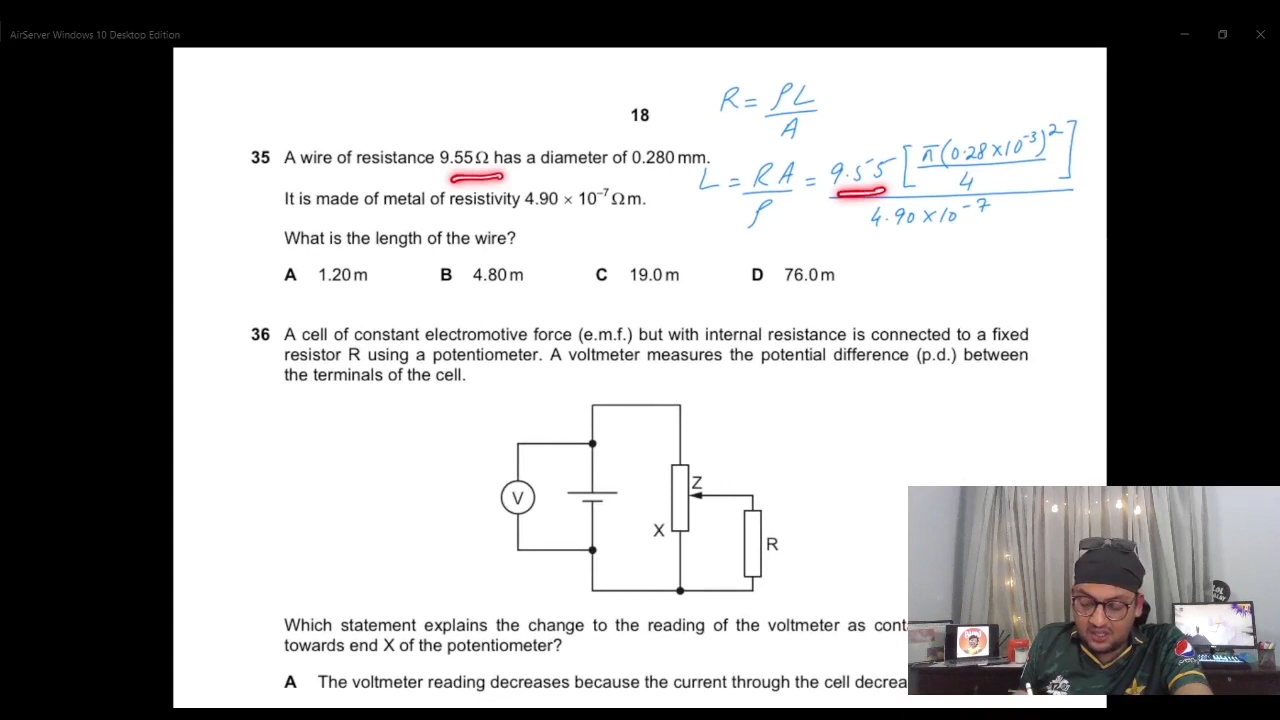 AirServer Windows 10 Desktop Edition
18
R = ρL / A
35 A wire of resistance 9.55 Ω has a diameter of 0.280 mm.
L = RA / ρ = 9.55 [π(0.28×10⁻³)² / 4] / 4.90×10⁻⁷
It is made of metal of resistivity 4.90 × 10⁻⁷ Ω m.
What is the length of the wire?
A 1.20 m B 4.80 m C 19.0 m D 76.0 m
36 A cell of constant electromotive force (e.m.f.) but with internal resistance is connected to a fixed
resistor R using a potentiometer. A voltmeter measures the potential difference (p.d.) between
the terminals of the cell.
Z
V
X
R
Which statement explains the change to the reading of the voltmeter as cont
towards end X of the potentiometer?
A The voltmeter reading decreases because the current through the cell decrea